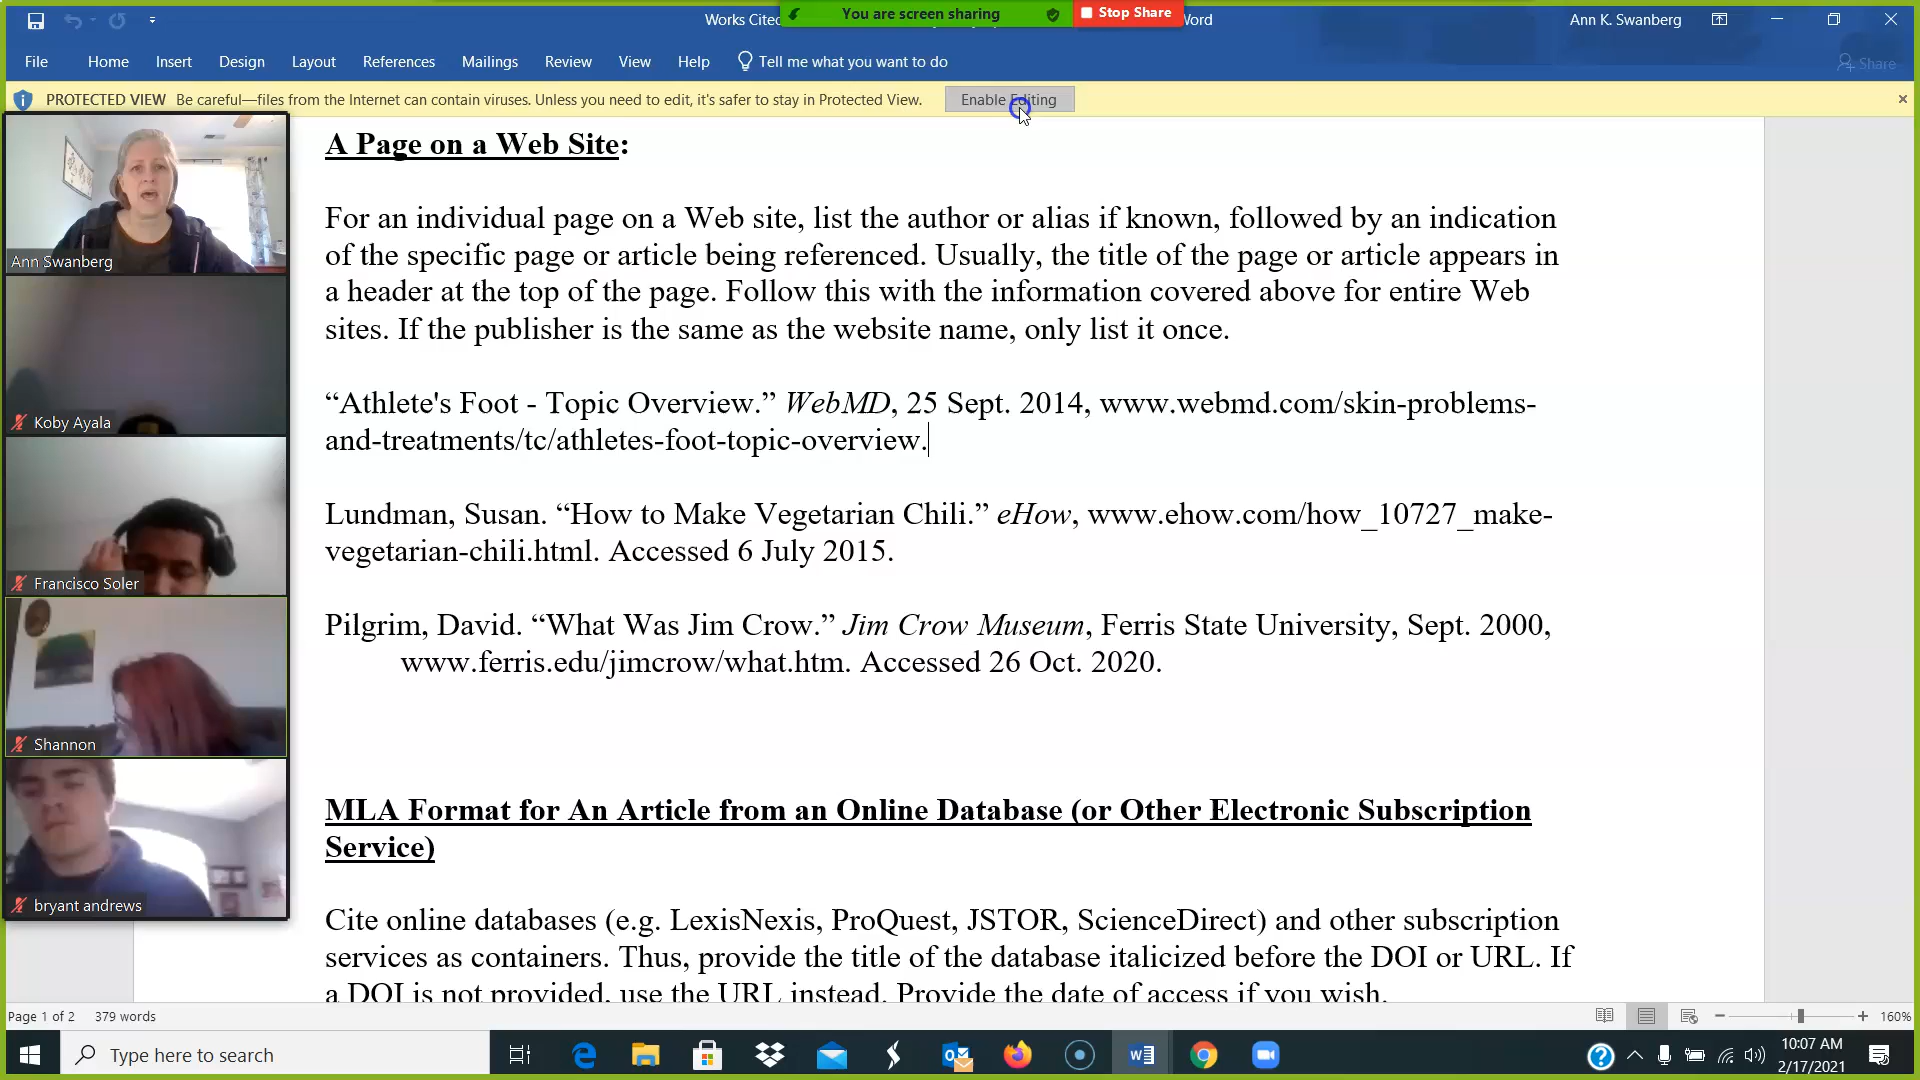 Works Cited
You are screen sharing
Stop Share
Word
Ann K. Swanberg
File Home Insert Design Layout References Mailings Review View Help Tell me what you want to do
Share
PROTECTED VIEW Be careful—files from the Internet can contain viruses. Unless you need to edit, it's safer to stay in Protected View. Enable Editing
A Page on a Web Site:
For an individual page on a Web site, list the author or alias if known, followed by an indication
of the specific page or article being referenced. Usually, the title of the page or article appears in
a header at the top of the page. Follow this with the information covered above for entire Web
sites. If the publisher is the same as the website name, only list it once.
“Athlete's Foot - Topic Overview.” WebMD, 25 Sept. 2014, www.webmd.com/skin-problems-
and-treatments/tc/athletes-foot-topic-overview.
Lundman, Susan. “How to Make Vegetarian Chili.” eHow, www.ehow.com/how_10727_make-
vegetarian-chili.html. Accessed 6 July 2015.
Pilgrim, David. “What Was Jim Crow.” Jim Crow Museum, Ferris State University, Sept. 2000,
www.ferris.edu/jimcrow/what.htm. Accessed 26 Oct. 2020.
MLA Format for An Article from an Online Database (or Other Electronic Subscription
Service)
Cite online databases (e.g. LexisNexis, ProQuest, JSTOR, ScienceDirect) and other subscription
services as containers. Thus, provide the title of the database italicized before the DOI or URL. If
a DOI is not provided, use the URL instead. Provide the date of access if you wish.
Ann Swanberg
Koby Ayala
Francisco Soler
Shannon
bryant andrews
Page 1 of 2 379 words
160%
Type here to search
10:07 AM
2/17/2021